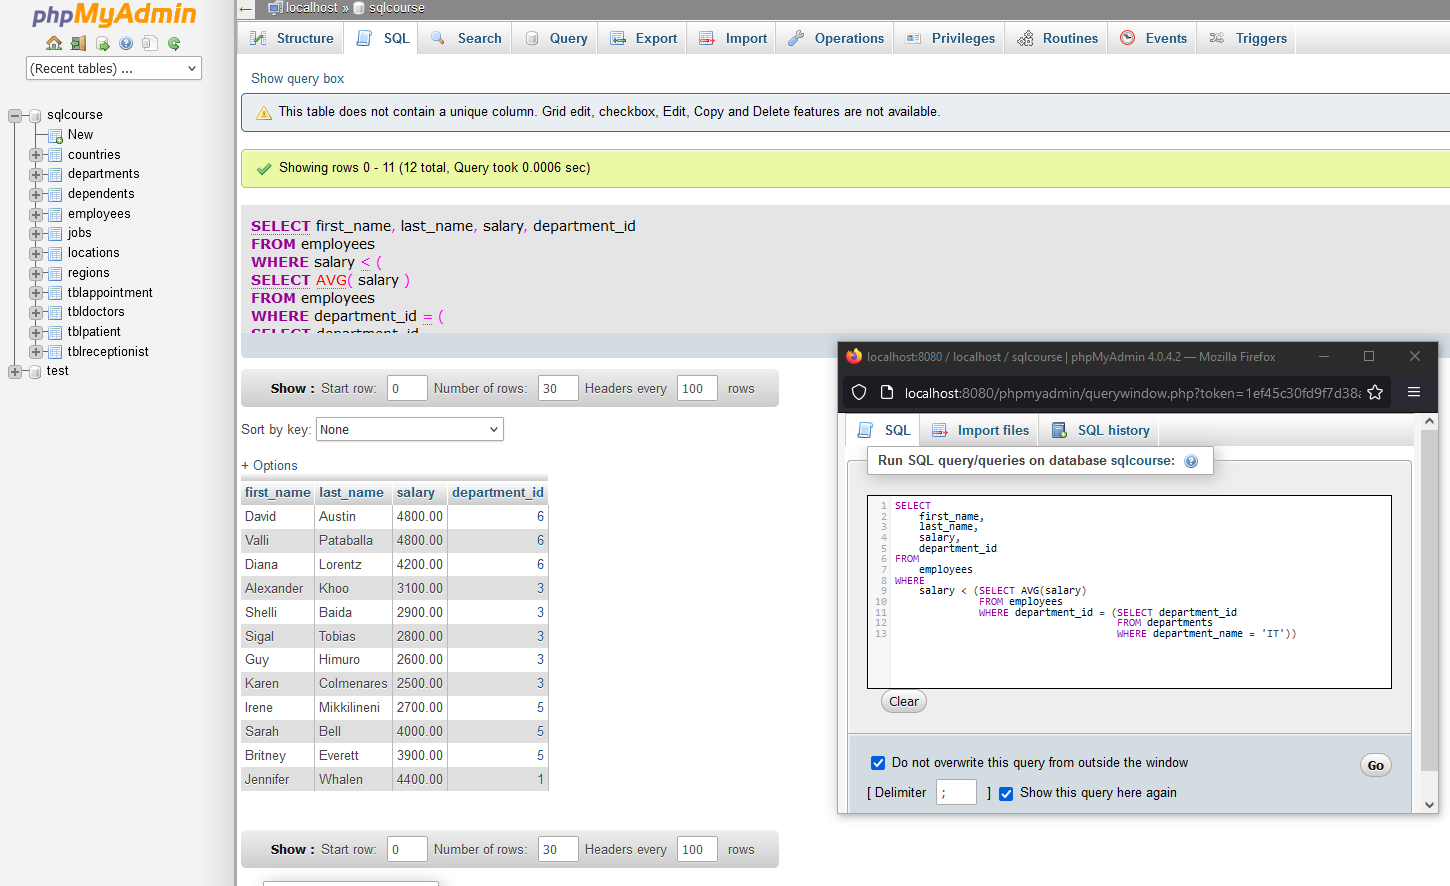 phpMyAdmin
(Recent tables) ...
sqlcourse
New
countries
departments
dependents
employees
jobs
locations
regions
tblappointment
tbldoctors
tblpatient
tblreceptionist
test
localhost » sqlcourse
Structure SQL Search Query Export Import Operations Privileges Routines Events Triggers
Show query box
This table does not contain a unique column. Grid edit, checkbox, Edit, Copy and Delete features are not available.
Showing rows 0 - 11 (12 total, Query took 0.0006 sec)
SELECT first_name, last_name, salary, department_id
FROM employees
WHERE salary < (
SELECT AVG( salary )
FROM employees
WHERE department_id = (
SELECT department_id
Show : Start row: 0 Number of rows: 30 Headers every 100 rows
Sort by key: None
+ Options
first_name last_name salary department_id
David Austin 4800.00 6
Valli Pataballa 4800.00 6
Diana Lorentz 4200.00 6
Alexander Khoo 3100.00 3
Shelli Baida 2900.00 3
Sigal Tobias 2800.00 3
Guy Himuro 2600.00 3
Karen Colmenares 2500.00 3
Irene Mikkilineni 2700.00 5
Sarah Bell 4000.00 5
Britney Everett 3900.00 5
Jennifer Whalen 4400.00 1
Show : Start row: 0 Number of rows: 30 Headers every 100 rows
localhost:8080 / localhost / sqlcourse | phpMyAdmin 4.0.4.2 — Mozilla Firefox
localhost:8080/phpmyadmin/querywindow.php?token=1ef45c30fd9f7d38
SQL Import files SQL history
Run SQL query/queries on database sqlcourse:
1 SELECT
2 first_name,
3 last_name,
4 salary,
5 department_id
6 FROM
7 employees
8 WHERE
9 salary < (SELECT AVG(salary)
10 FROM employees
11 WHERE department_id = (SELECT department_id
12 FROM departments
13 WHERE department_name = 'IT'))
Clear
Do not overwrite this query from outside the window
Go
[ Delimiter ; ] Show this query here again